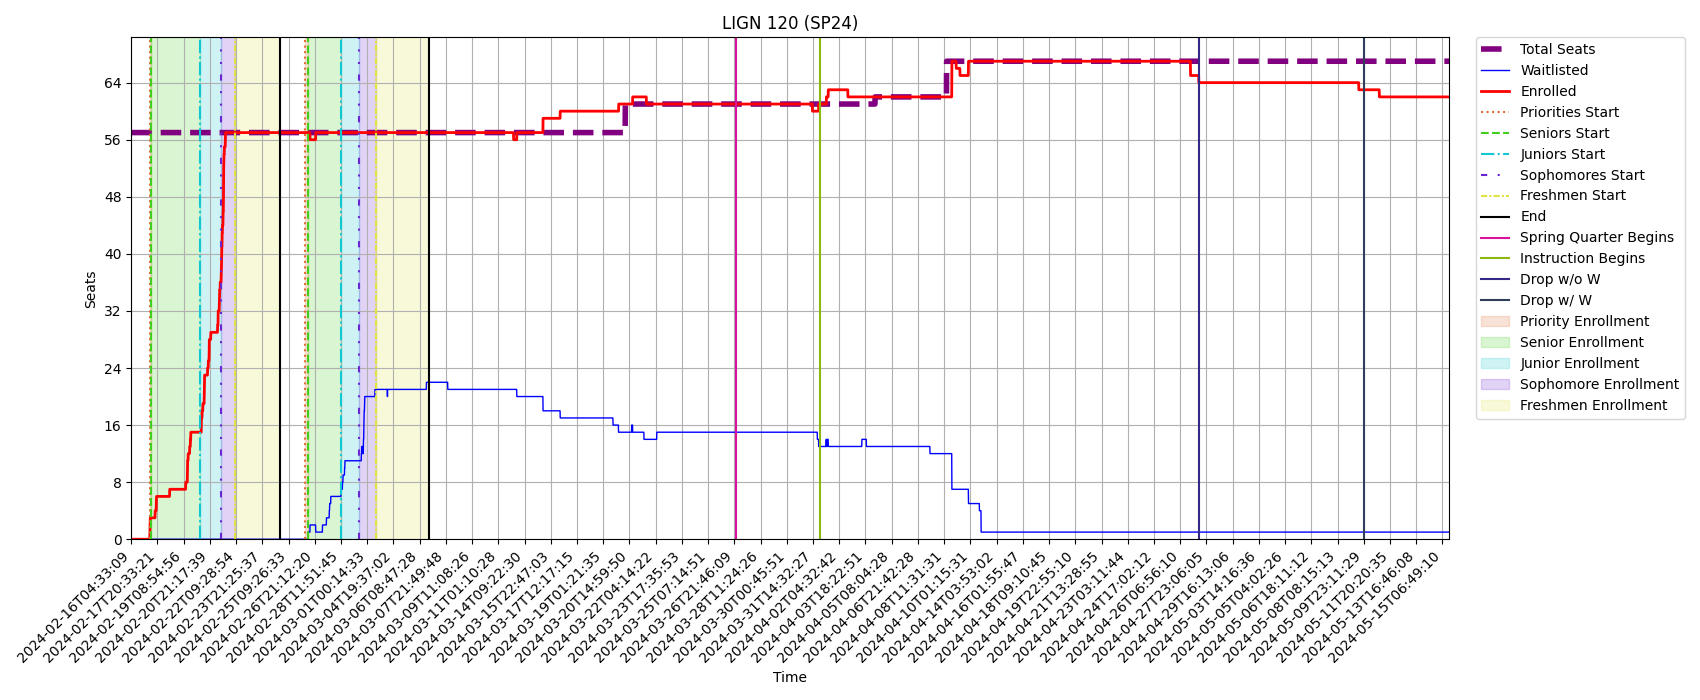 LIGN 120 (SP24)
Seats
64
56
48
40
32
24
16
8
0
2024-02-16T04:33:09
2024-02-17T20:33:21
2024-02-19T08:54:56
2024-02-20T21:17:39
2024-02-22T09:28:54
2024-02-23T21:25:37
2024-02-25T09:26:33
2024-02-26T21:12:20
2024-02-28T11:51:45
2024-03-01T00:14:33
2024-03-04T19:37:02
2024-03-06T08:47:28
2024-03-07T21:49:48
2024-03-09T11:08:26
2024-03-11T01:10:28
2024-03-14T09:22:30
2024-03-15T22:47:03
2024-03-17T12:17:15
2024-03-19T01:21:35
2024-03-20T14:59:50
2024-03-22T04:14:22
2024-03-23T17:35:53
2024-03-25T07:14:51
2024-03-26T21:46:09
2024-03-28T11:24:26
2024-03-30T00:45:51
2024-03-31T14:32:27
2024-04-02T04:32:42
2024-04-03T18:22:51
2024-04-05T08:04:28
2024-04-06T21:42:28
2024-04-08T11:31:31
2024-04-10T01:15:31
2024-04-14T03:53:02
2024-04-16T01:55:47
2024-04-18T09:10:45
2024-04-19T22:55:10
2024-04-21T13:28:55
2024-04-23T03:11:44
2024-04-24T17:02:12
2024-04-26T06:56:10
2024-04-27T23:06:05
2024-04-29T16:13:06
2024-05-03T14:16:36
2024-05-05T04:02:26
2024-05-06T18:11:12
2024-05-08T08:15:13
2024-05-09T23:11:29
2024-05-11T20:20:35
2024-05-13T16:46:08
2024-05-15T06:49:10
Time
Total Seats
Waitlisted
Enrolled
Priorities Start
Seniors Start
Juniors Start
Sophomores Start
Freshmen Start
End
Spring Quarter Begins
Instruction Begins
Drop w/o W
Drop w/ W
Priority Enrollment
Senior Enrollment
Junior Enrollment
Sophomore Enrollment
Freshmen Enrollment